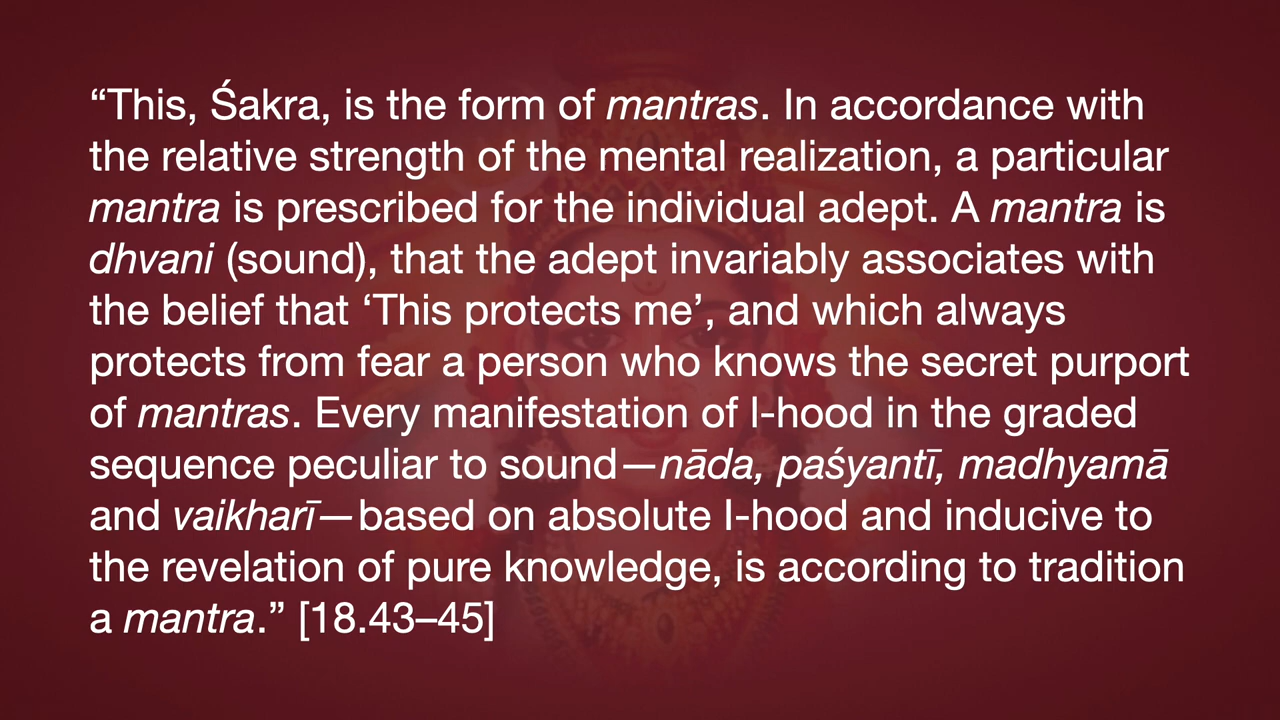 “This, Śakra, is the form of mantras. In accordance with
the relative strength of the mental realization, a particular
mantra is prescribed for the individual adept. A mantra is
dhvani (sound), that the adept invariably associates with
the belief that ‘This protects me’, and which always
protects from fear a person who knows the secret purport
of mantras. Every manifestation of I-hood in the graded
sequence peculiar to sound—nāda, paśyantī, madhyamā
and vaikharī—based on absolute I-hood and inducive to
the revelation of pure knowledge, is according to tradition
a mantra.” [18.43–45]